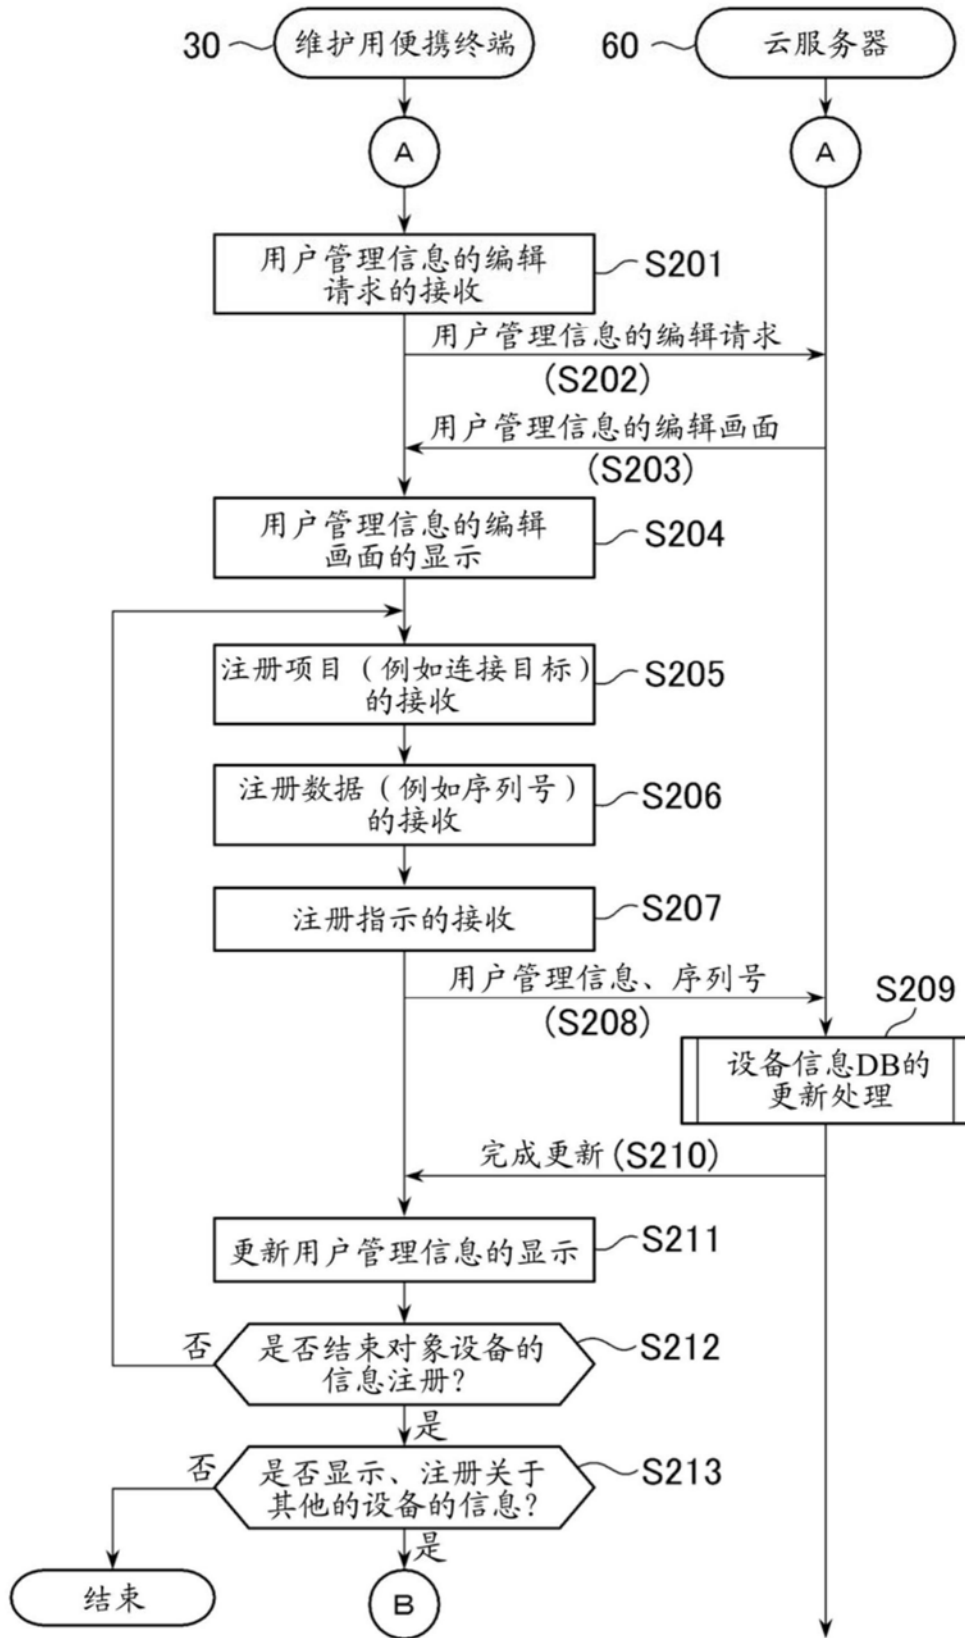 30
维护用便携终端
60
云服务器
A
A
用户管理信息的编辑
请求的接收
S201
用户管理信息的编辑请求
(S202)
用户管理信息的编辑画面
(S203)
用户管理信息的编辑
画面的显示
S204
注册项目（例如连接目标）
的接收
S205
注册数据（例如序列号）
的接收
S206
注册指示的接收
S207
用户管理信息、序列号
(S208)
S209
设备信息DB的
更新处理
完成更新(S210)
更新用户管理信息的显示
S211
否
是否结束对象设备的
信息注册?
S212
是
否
是否显示、注册关于
其他的设备的信息?
S213
是
结束
B